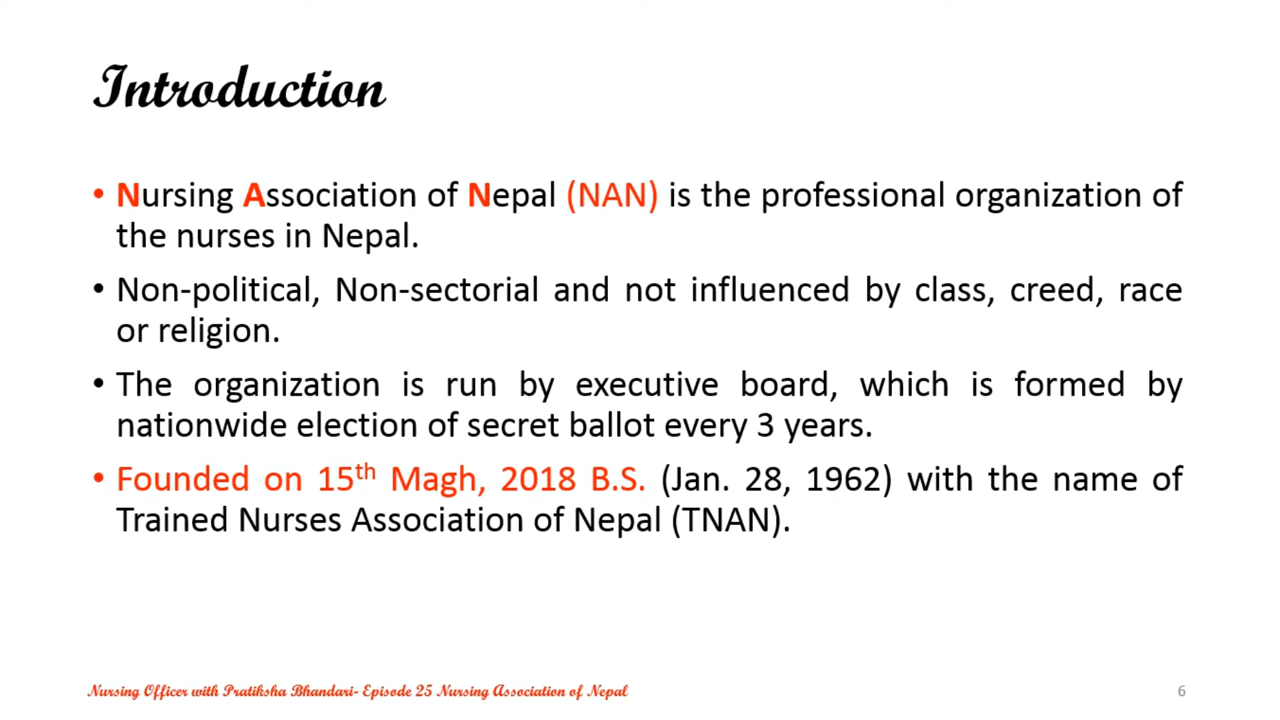 Introduction
• Nursing Association of Nepal (NAN) is the professional organization of
the nurses in Nepal.
• Non-political, Non-sectorial and not influenced by class, creed, race
or religion.
• The organization is run by executive board, which is formed by
nationwide election of secret ballot every 3 years.
• Founded on 15th Magh, 2018 B.S. (Jan. 28, 1962) with the name of
Trained Nurses Association of Nepal (TNAN).
Nursing Officer with Pratiksha Bhandari- Episode 25 Nursing Association of Nepal
6